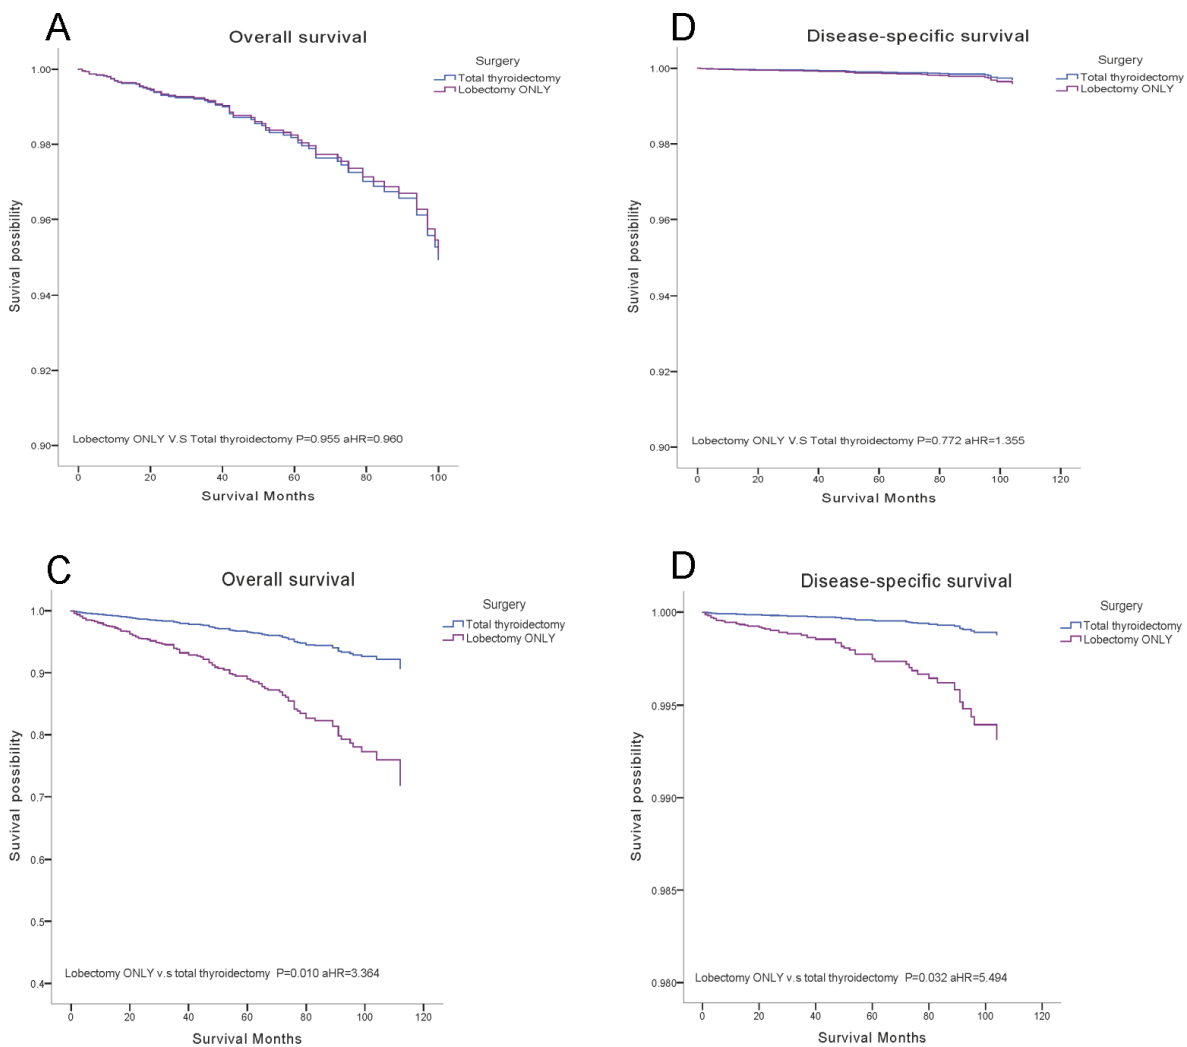 A
Overall survival
Surgery
Total thyroidectomy
Lobectomy ONLY
1.00
0.98
0.96
0.94
0.92
0.90
Suvival possibility
Lobectomy ONLY V.S Total thyroidectomy P=0.955 aHR=0.960
0 20 40 60 80 100
Survival Months
D
Disease-specific survival
Surgery
Total thyroidectomy
Lobectomy ONLY
1.00
0.98
0.96
0.94
0.92
0.90
Suvival possibility
Lobectomy ONLY V.S Total thyroidectomy P=0.772 aHR=1.355
0 20 40 60 80 100 120
Survival Months
C
Overall survival
Surgery
Total thyroidectomy
Lobectomy ONLY
1.0
0.9
0.8
0.7
0.6
0.5
0.4
Suvival possibility
Lobectomy ONLY v.s total thyroidectomy P=0.010 aHR=3.364
0 20 40 60 80 100 120
Survival Months
D
Disease-specific survival
Surgery
Total thyroidectomy
Lobectomy ONLY
1.000
0.995
0.990
0.985
0.980
Suvival possibility
Lobectomy ONLY v.s total thyroidectomy P=0.032 aHR=5.494
0 20 40 60 80 100 120
Survival Months